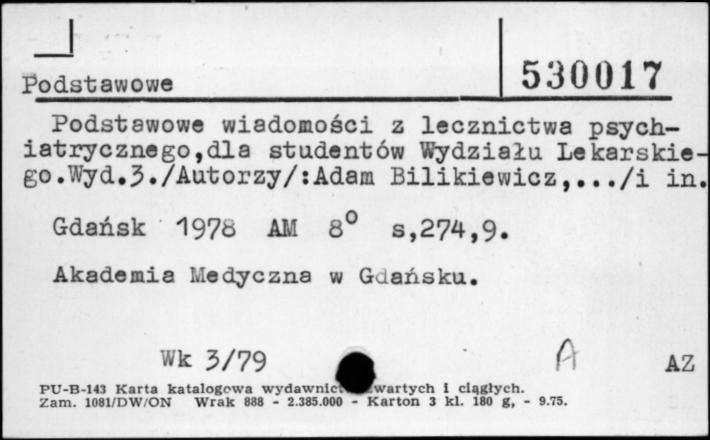 530017
Podstawowe
Podstawowe wiadomości z lecznictwa psych-
iatrycznego,dla studentów Wydziału Lekarskie-
go.Wyd.3./Autorzy/:Adam Bilikiewicz,.../i in.
Gdańsk 1978 AM 8° s,274,9.
Akademia Medyczna w Gdańsku.
Wk 3/79 A AZ
PU-B-143 Karta katalogowa wydawnict wartych i ciągłych.
Zam. 1081/DW/ON Wrak 888 - 2.385.000 - Karton 3 kl. 180 g, - 9.75.